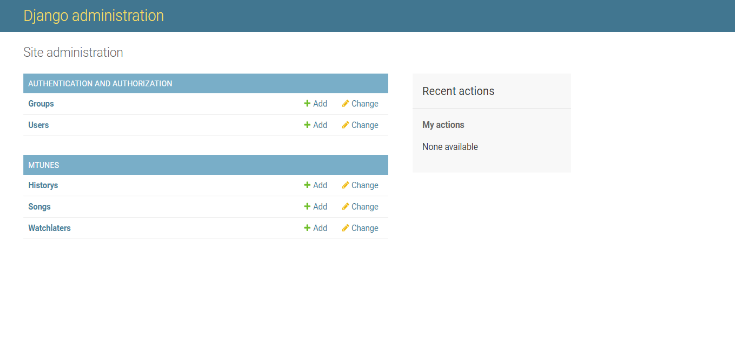 Django administration
Site administration
AUTHENTICATION AND AUTHORIZATION
Groups Add Change
Users Add Change
MTUNES
Historys Add Change
Songs Add Change
Watchlaters Add Change
Recent actions
My actions
None available